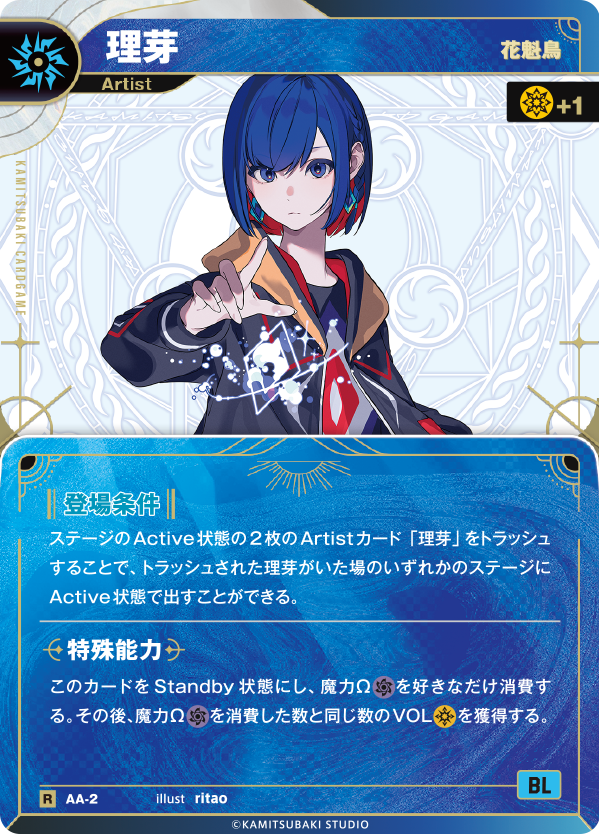 理芽
花魁鳥
Artist
+1
KAMITSUBAKI CARDGAME
登場条件
ステージのActive状態の2枚のArtistカード「理芽」をトラッシュ
することで、トラッシュされた理芽がいた場のいずれかのステージに
Active状態で出すことができる。
特殊能力
このカードをStandby状態にし、魔力Ωを好きなだけ消費す
る。その後、魔力Ωを消費した数と同じ数のVOLを獲得する。
BL
R AA-2 illust ritao
©KAMITSUBAKI STUDIO